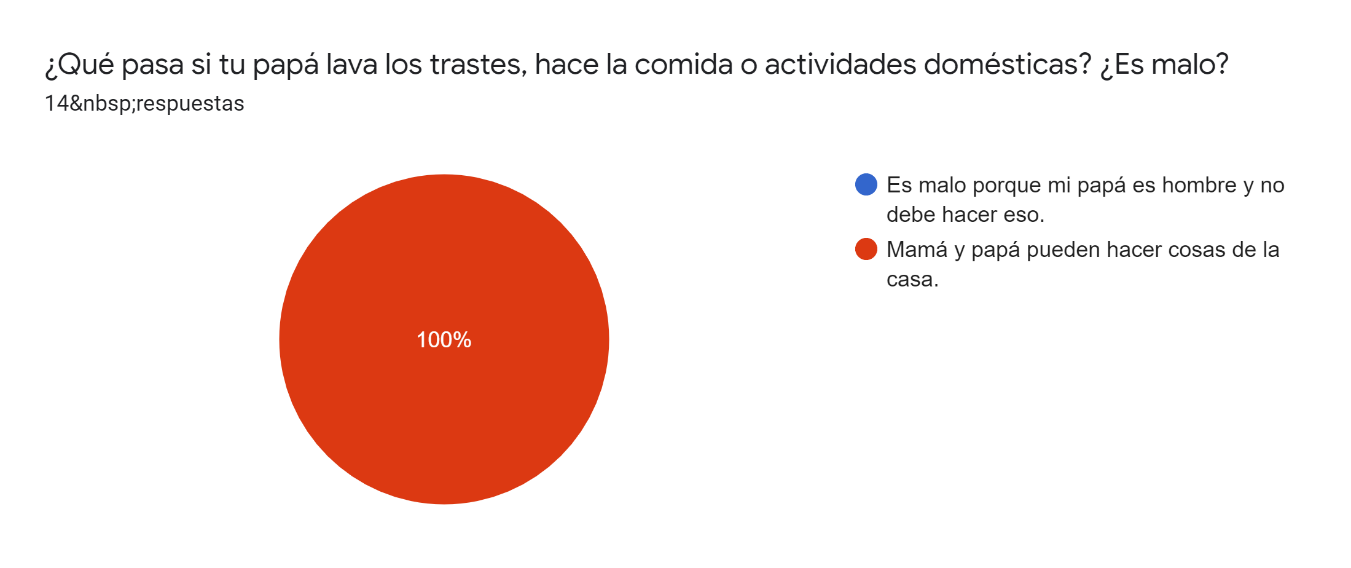 ¿Qué pasa si tu papá lava los trastes, hace la comida o actividades domésticas? ¿Es malo?
14&nbsp;respuestas
Es malo porque mi papá es hombre y no
debe hacer eso.
Mamá y papá pueden hacer cosas de la
casa.
100%